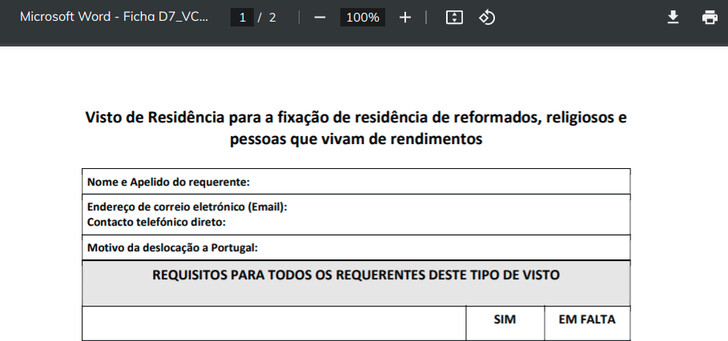 Microsoft Word - Ficha D7_VC... 1 / 2 100%
Visto de Residência para a fixação de residência de reformados, religiosos e
pessoas que vivam de rendimentos
Nome e Apelido do requerente:
Endereço de correio eletrónico (Email):
Contacto telefónico direto:
Motivo da deslocação a Portugal:
REQUISITOS PARA TODOS OS REQUERENTES DESTE TIPO DE VISTO
SIM EM FALTA